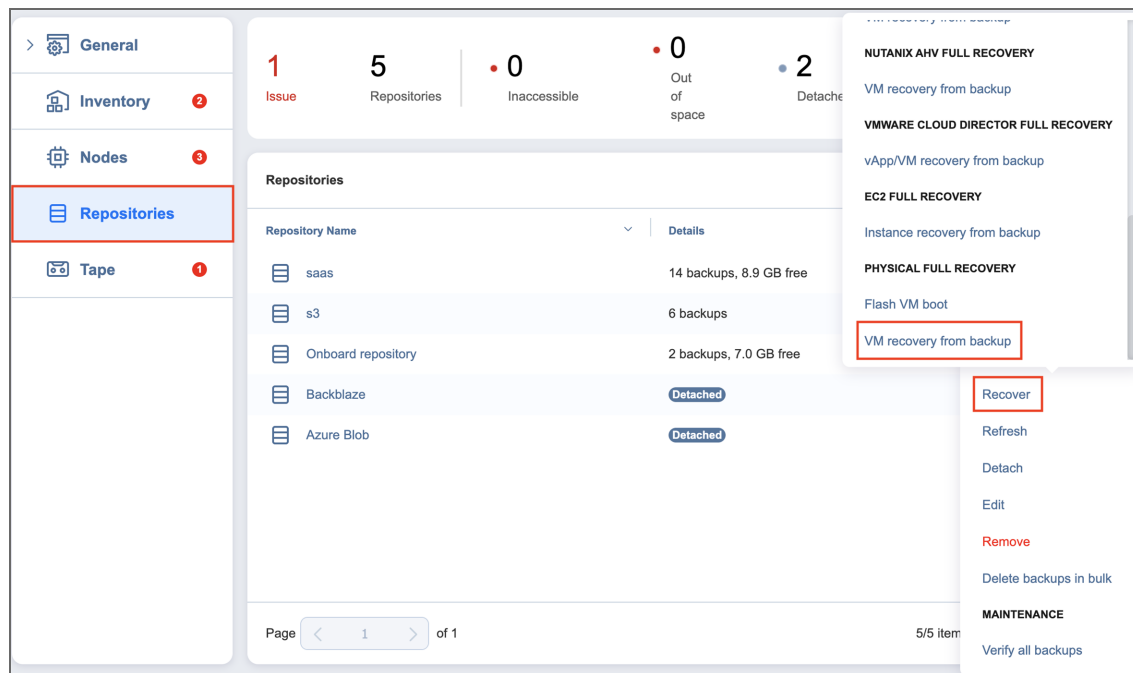 General
Inventory
2
Nodes
3
Repositories
Tape
1
1
Issue
5
Repositories
0
Inaccessible
0
Out
of
space
2
Detache
Repositories
Repository Name
Details
saas
14 backups, 8.9 GB free
s3
6 backups
Onboard repository
2 backups, 7.0 GB free
Backblaze
Detached
Azure Blob
Detached
Page
1
of 1
5/5 item
VM recovery from backup
NUTANIX AHV FULL RECOVERY
VM recovery from backup
VMWARE CLOUD DIRECTOR FULL RECOVERY
vApp/VM recovery from backup
EC2 FULL RECOVERY
Instance recovery from backup
PHYSICAL FULL RECOVERY
Flash VM boot
VM recovery from backup
Recover
Refresh
Detach
Edit
Remove
Delete backups in bulk
MAINTENANCE
Verify all backups